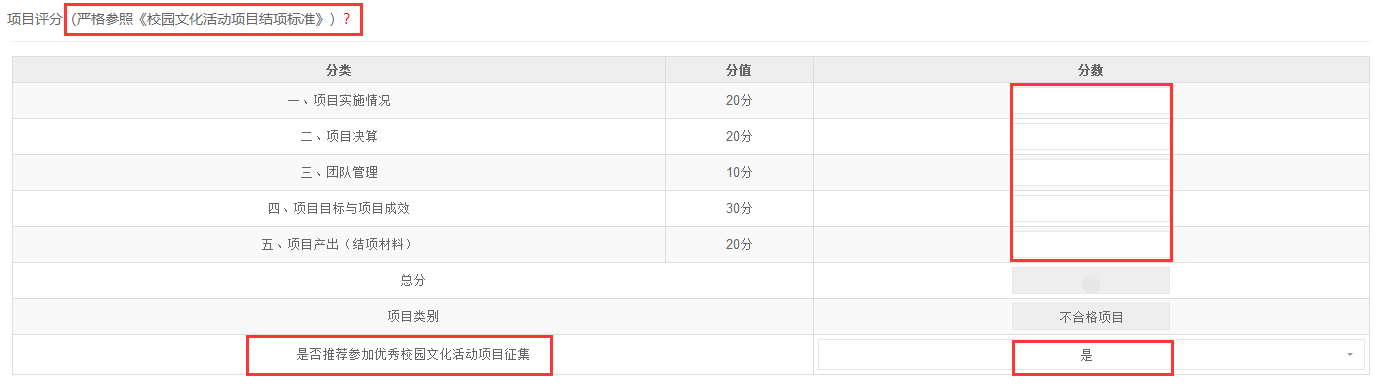 项目评分（严格参照《校园文化活动项目结项标准》）?
分类 分值 分数
一、项目实施情况 20分
二、项目决算 20分
三、团队管理 10分
四、项目目标与项目成效 30分
五、项目产出（结项材料） 20分
总分
项目类别 不合格项目
是否推荐参加优秀校园文化活动项目征集 是